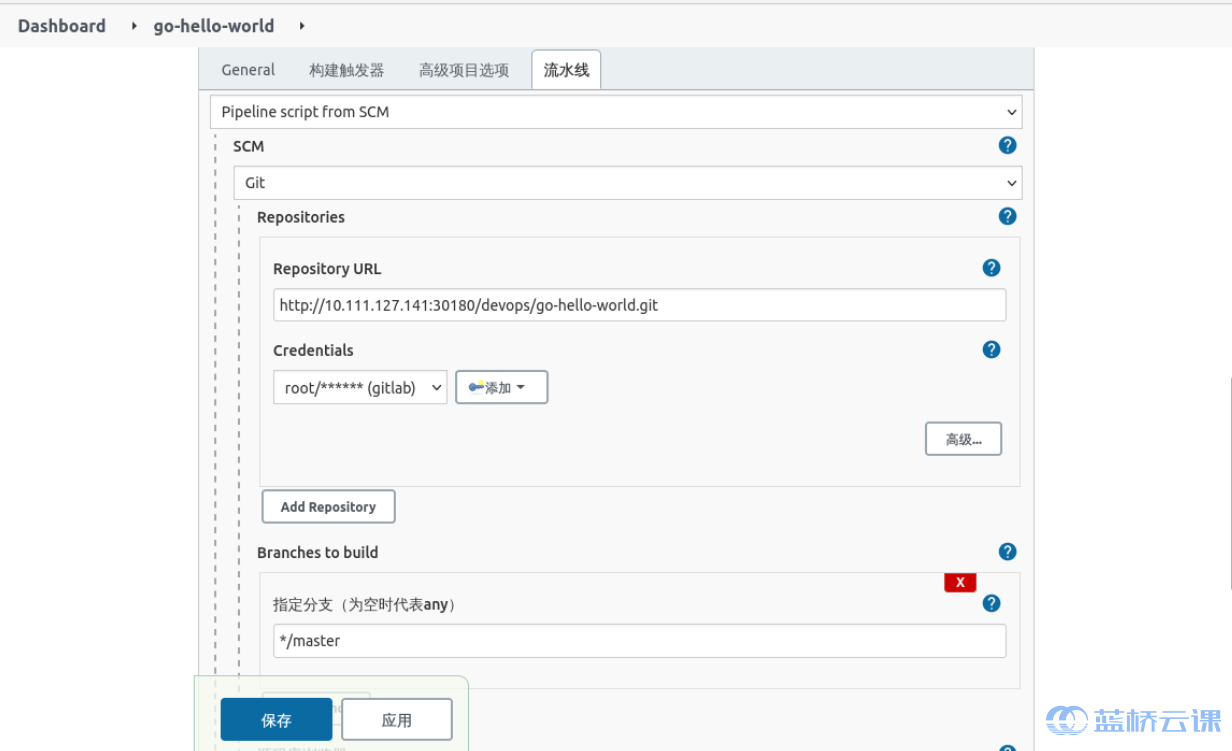 Dashboard go-hello-world
General 构建触发器 高级项目选项 流水线
Pipeline script from SCM
SCM
Git
Repositories
Repository URL
http://10.111.127.141:30180/devops/go-hello-world.git
Credentials
root/****** (gitlab) 添加
高级...
Add Repository
Branches to build
X
指定分支（为空时代表any）
*/master
保存 应用
蓝桥云课